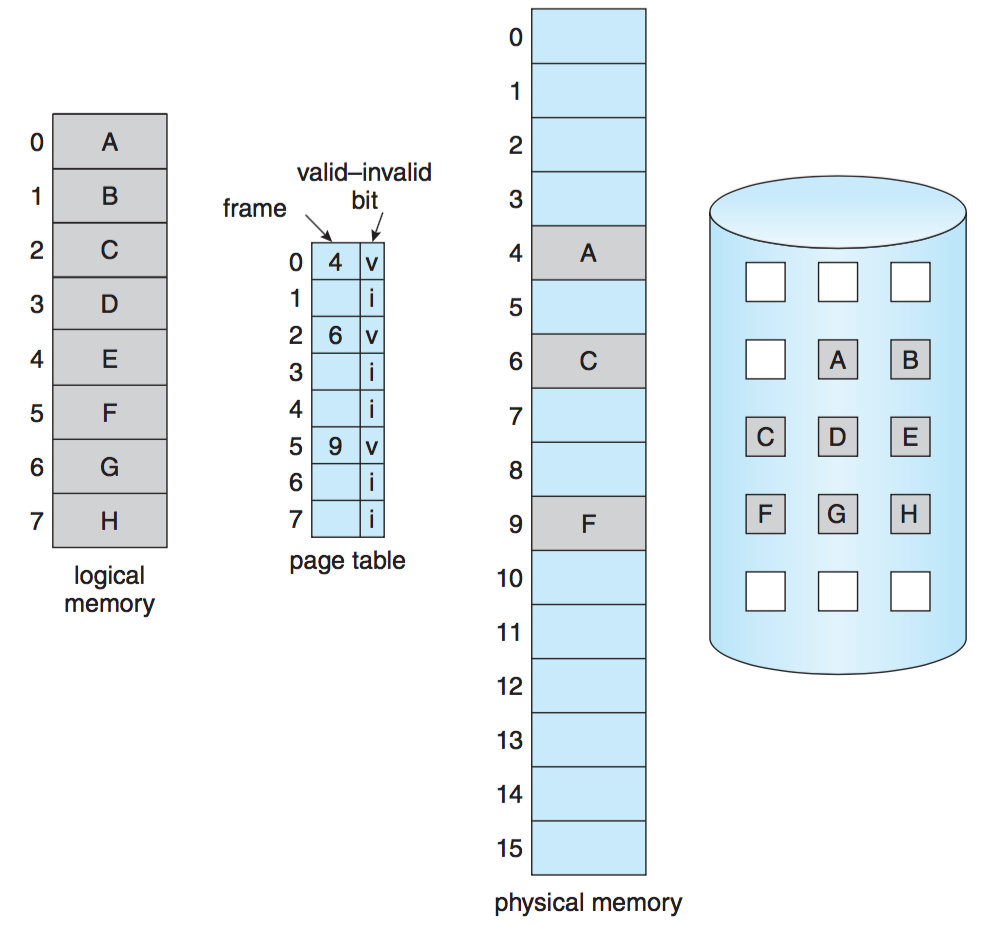 0 A
1 B
2 C
3 D
4 E
5 F
6 G
7 H
logical
memory
valid–invalid
bit
frame
0 4 v
1 i
2 6 v
3 i
4 i
5 9 v
6 i
7 i
page table
0
1
2
3
4 A
5
6 C
7
8
9 F
10
11
12
13
14
15
physical memory
A B
C D E
F G H